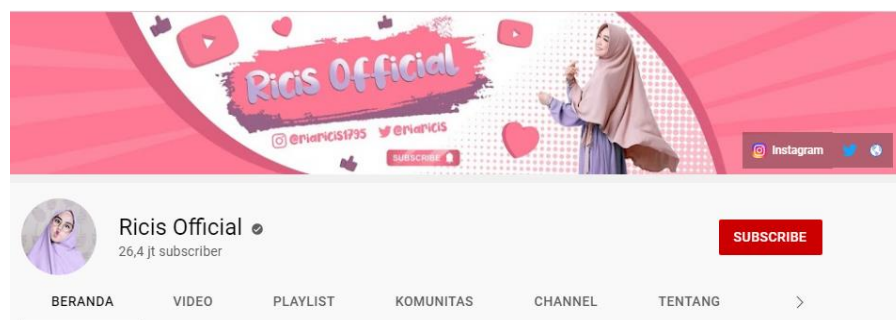 Ricis Official
@riaricis1795 @riaricis
SUBSCRIBE
Instagram
Ricis Official
26,4 jt subscriber
SUBSCRIBE
BERANDA VIDEO PLAYLIST KOMUNITAS CHANNEL TENTANG